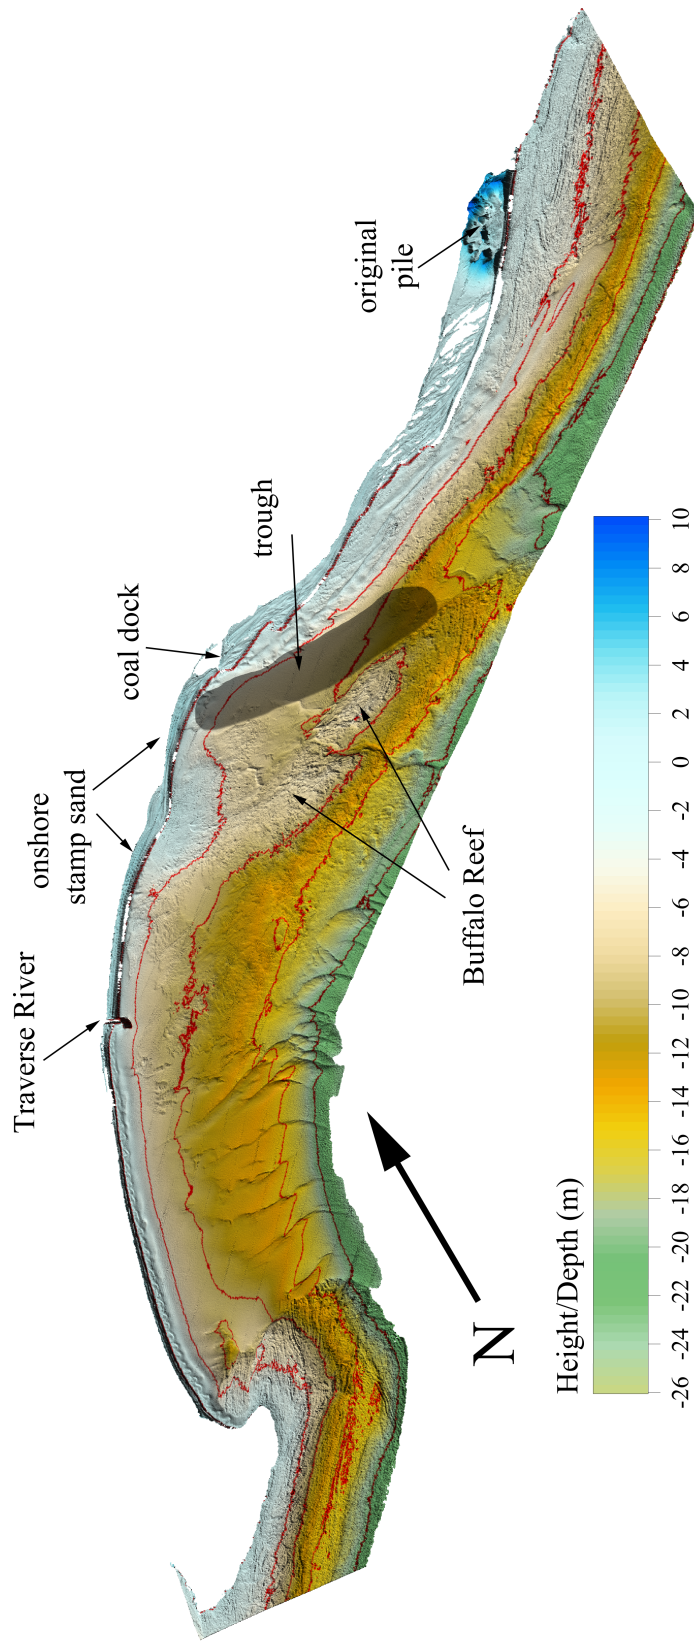 Traverse River
onshore
stamp sand
coal dock
trough
original
pile
Buffalo Reef
N
Height/Depth (m)
-26 -24 -22 -20 -18 -16 -14 -12 -10 -8 -6 -4 -2 0 2 4 6 8 10